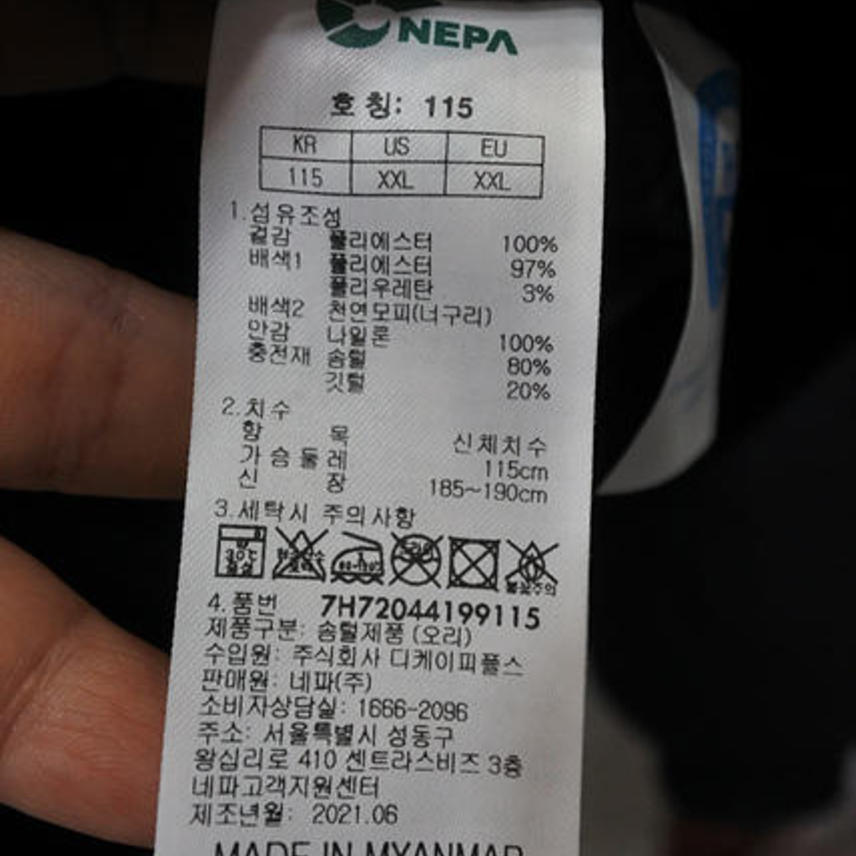 NEPA
호 칭: 115
KR US EU
115 XXL XXL
1.섬유조성
겉감 폴리에스터 100%
배색1 폴리에스터 97%
폴리우레탄 3%
배색2 천연모피(너구리)
안감 나일론 100%
충전재 솜털 80%
깃털 20%
2.치수
항 목 신체치수
가슴둘레 115cm
신 장 185~190cm
3.세탁시 주의사항
30℃
4.품번 7H72044199115
제품구분: 솜털제품 (오리)
수입원: 주식회사 디케이피플스
판매원: 네파(주)
소비자상담실: 1666-2096
주소: 서울특별시 성동구
왕십리로 410 센트라스비즈 3층
네파고객지원센터
제조년월: 2021.06
MADE IN MYANMAR